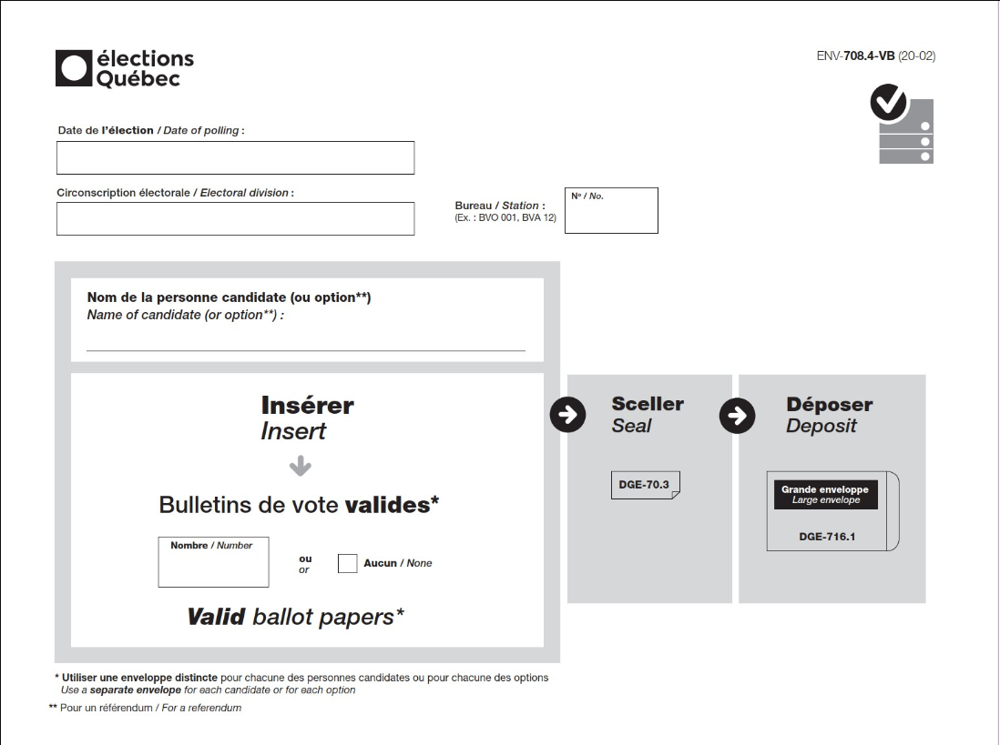 élections
Québec
ENV-708.4-VB (20-02)
Date de l'élection / Date of polling :
Circonscription électorale / Electoral division :
Bureau / Station :
(Ex. : BVO 001, BVA 12)
Nº / No.
Nom de la personne candidate (ou option**)
Name of candidate (or option**) :
Insérer
Insert
Bulletins de vote valides*
Nombre / Number
ou
or
Aucun / None
Valid ballot papers*
Sceller
Seal
DGE-70.3
Déposer
Deposit
Grande enveloppe
Large envelope
DGE-716.1
* Utiliser une enveloppe distincte pour chacune des personnes candidates ou pour chacune des options
Use a separate envelope for each candidate or for each option
** Pour un référendum / For a referendum